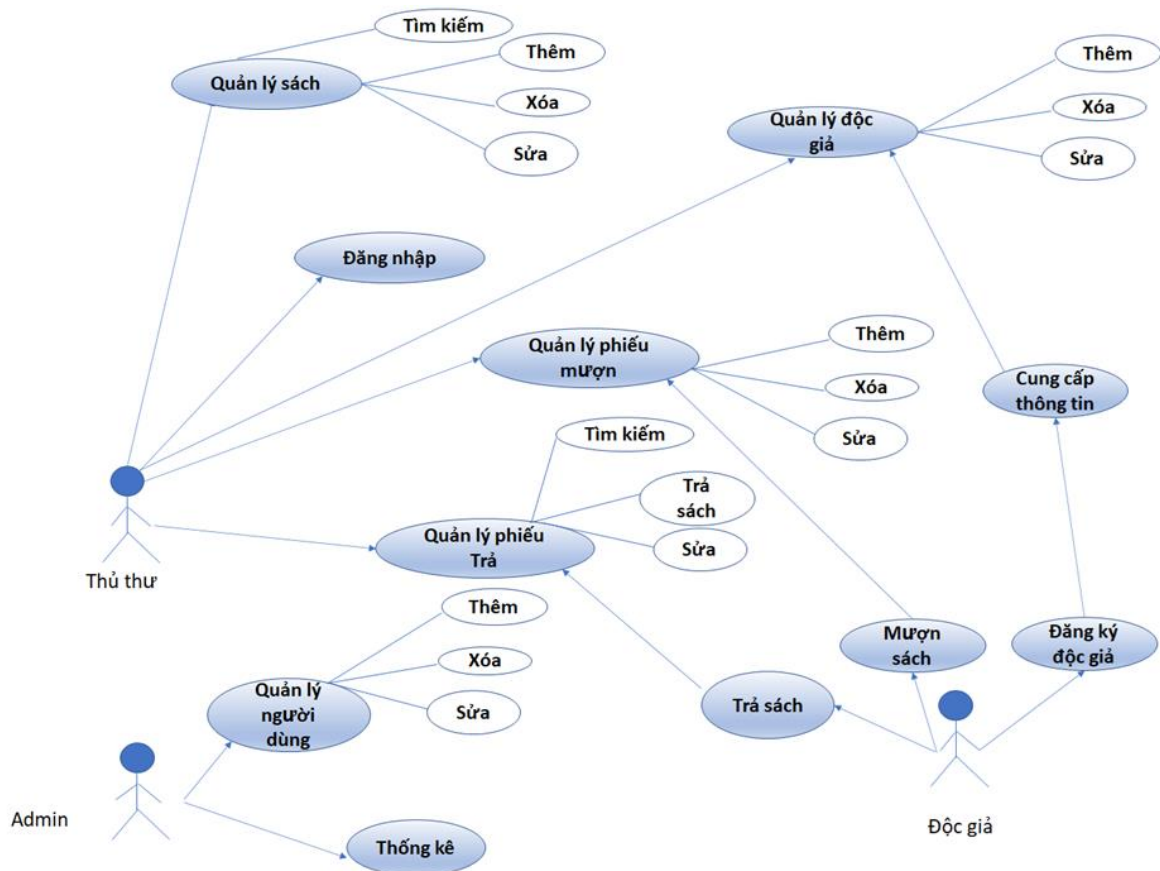 Tìm kiếm
Thêm
Quản lý sách
Xóa
Sửa
Thêm
Quản lý độc
giả
Xóa
Sửa
Đăng nhập
Quản lý phiếu
mượn
Thêm
Xóa
Sửa
Cung cấp
thông tin
Tìm kiếm
Trả
sách
Quản lý phiếu
Trả
Sửa
Thủ thư
Thêm
Xóa
Quản lý
người
dùng
Sửa
Mượn
sách
Đăng ký
độc giả
Trả sách
Admin
Độc giả
Thống kê